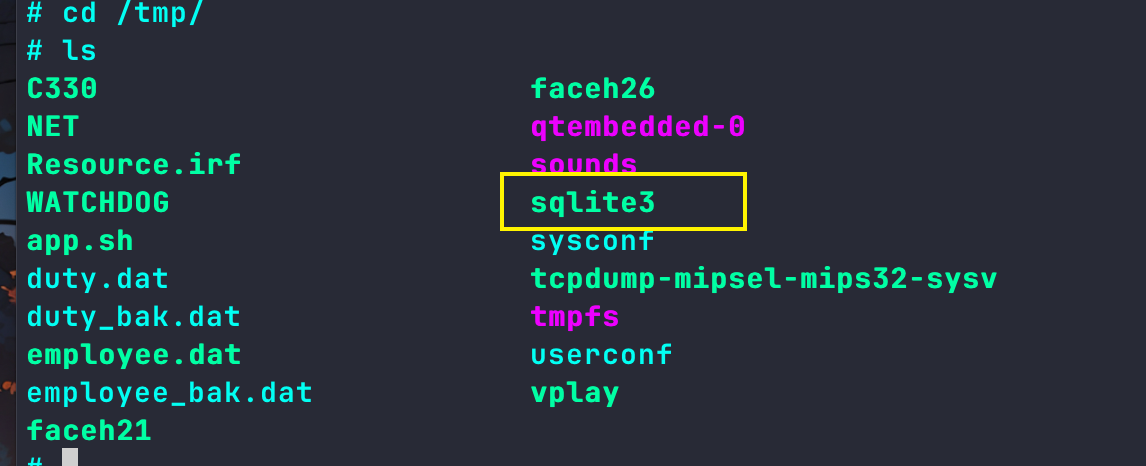 # cd /tmp/
# ls
C330 faceh26
NET qtembedded-0
Resource.irf sounds
WATCHDOG sqlite3
app.sh sysconf
duty.dat tcpdump-mipsel-mips32-sysv
duty_bak.dat tmpfs
employee.dat userconf
employee_bak.dat vplay
faceh21
#